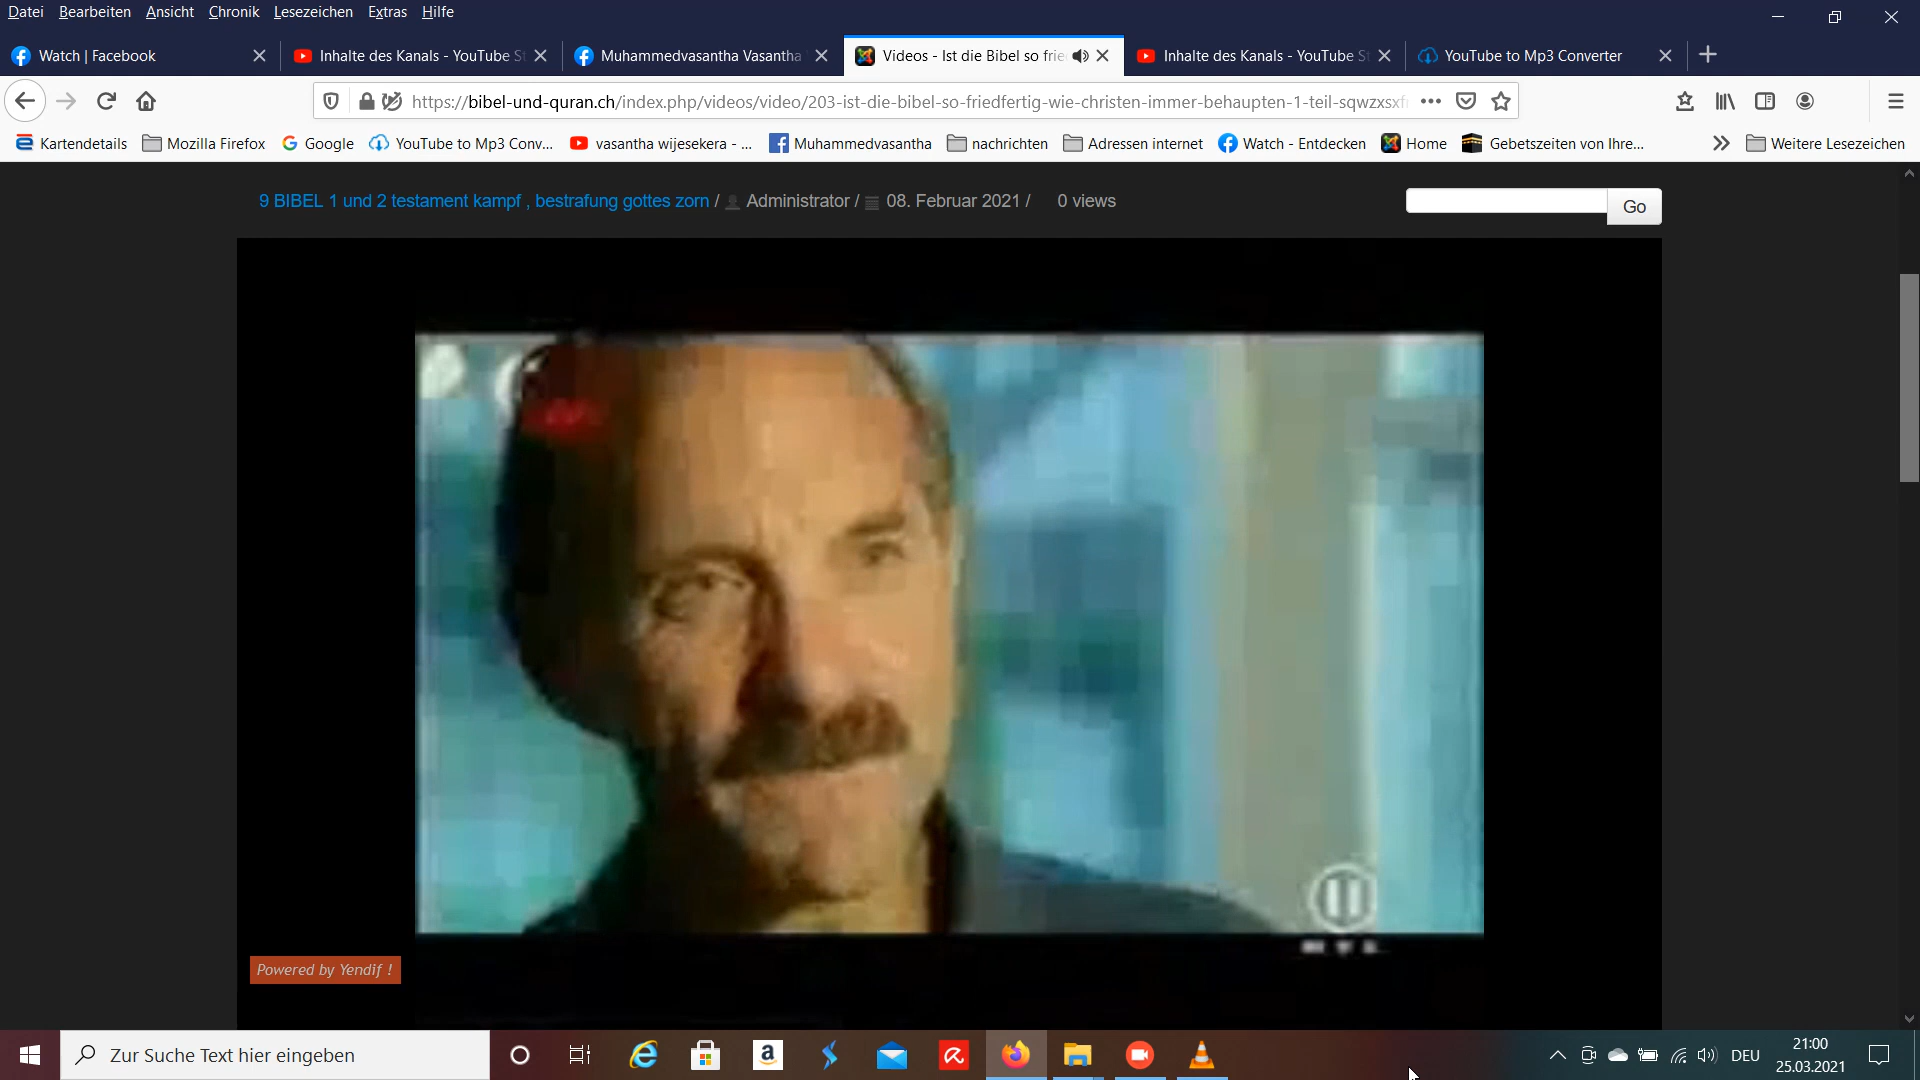 Datei Bearbeiten Ansicht Chronik Lesezeichen Extras Hilfe
Watch | Facebook Inhalte des Kanals - YouTube St Muhammedvasantha Vasantha Videos - Ist die Bibel so frie Inhalte des Kanals - YouTube St YouTube to Mp3 Converter
https://bibel-und-quran.ch/index.php/videos/video/203-ist-die-bibel-so-friedfertig-wie-christen-immer-behaupten-1-teil-sqwzxsxf
Kartendetails Mozilla Firefox Google YouTube to Mp3 Conv... vasantha wijesekera - ... Muhammedvasantha nachrichten Adressen internet Watch - Entdecken Home Gebetszeiten von Ihre... Weitere Lesezeichen
9 BIBEL 1 und 2 testament kampf , bestrafung gottes zorn / Administrator / 08. Februar 2021 / 0 views Go
Powered by Yendif !
Zur Suche Text hier eingeben DEU 21:00
25.03.2021